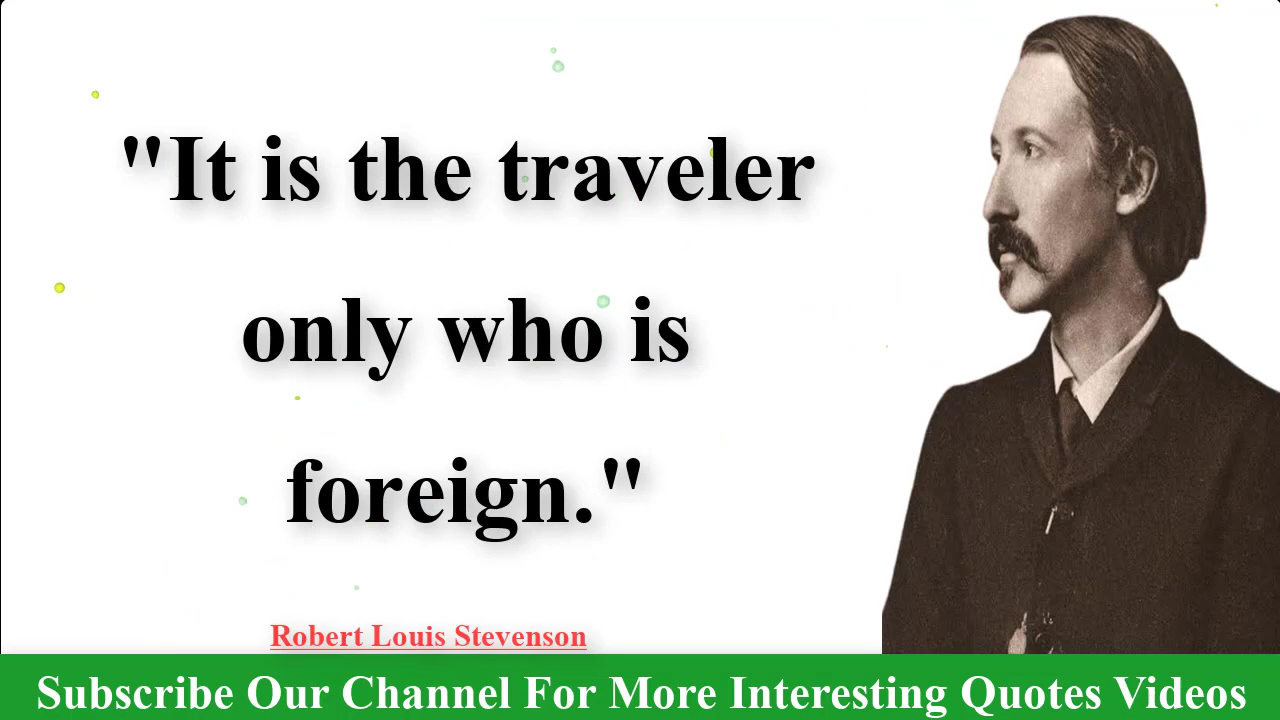 "It is the traveler
only who is
foreign."
Robert Louis Stevenson
Subscribe Our Channel For More Interesting Quotes Videos